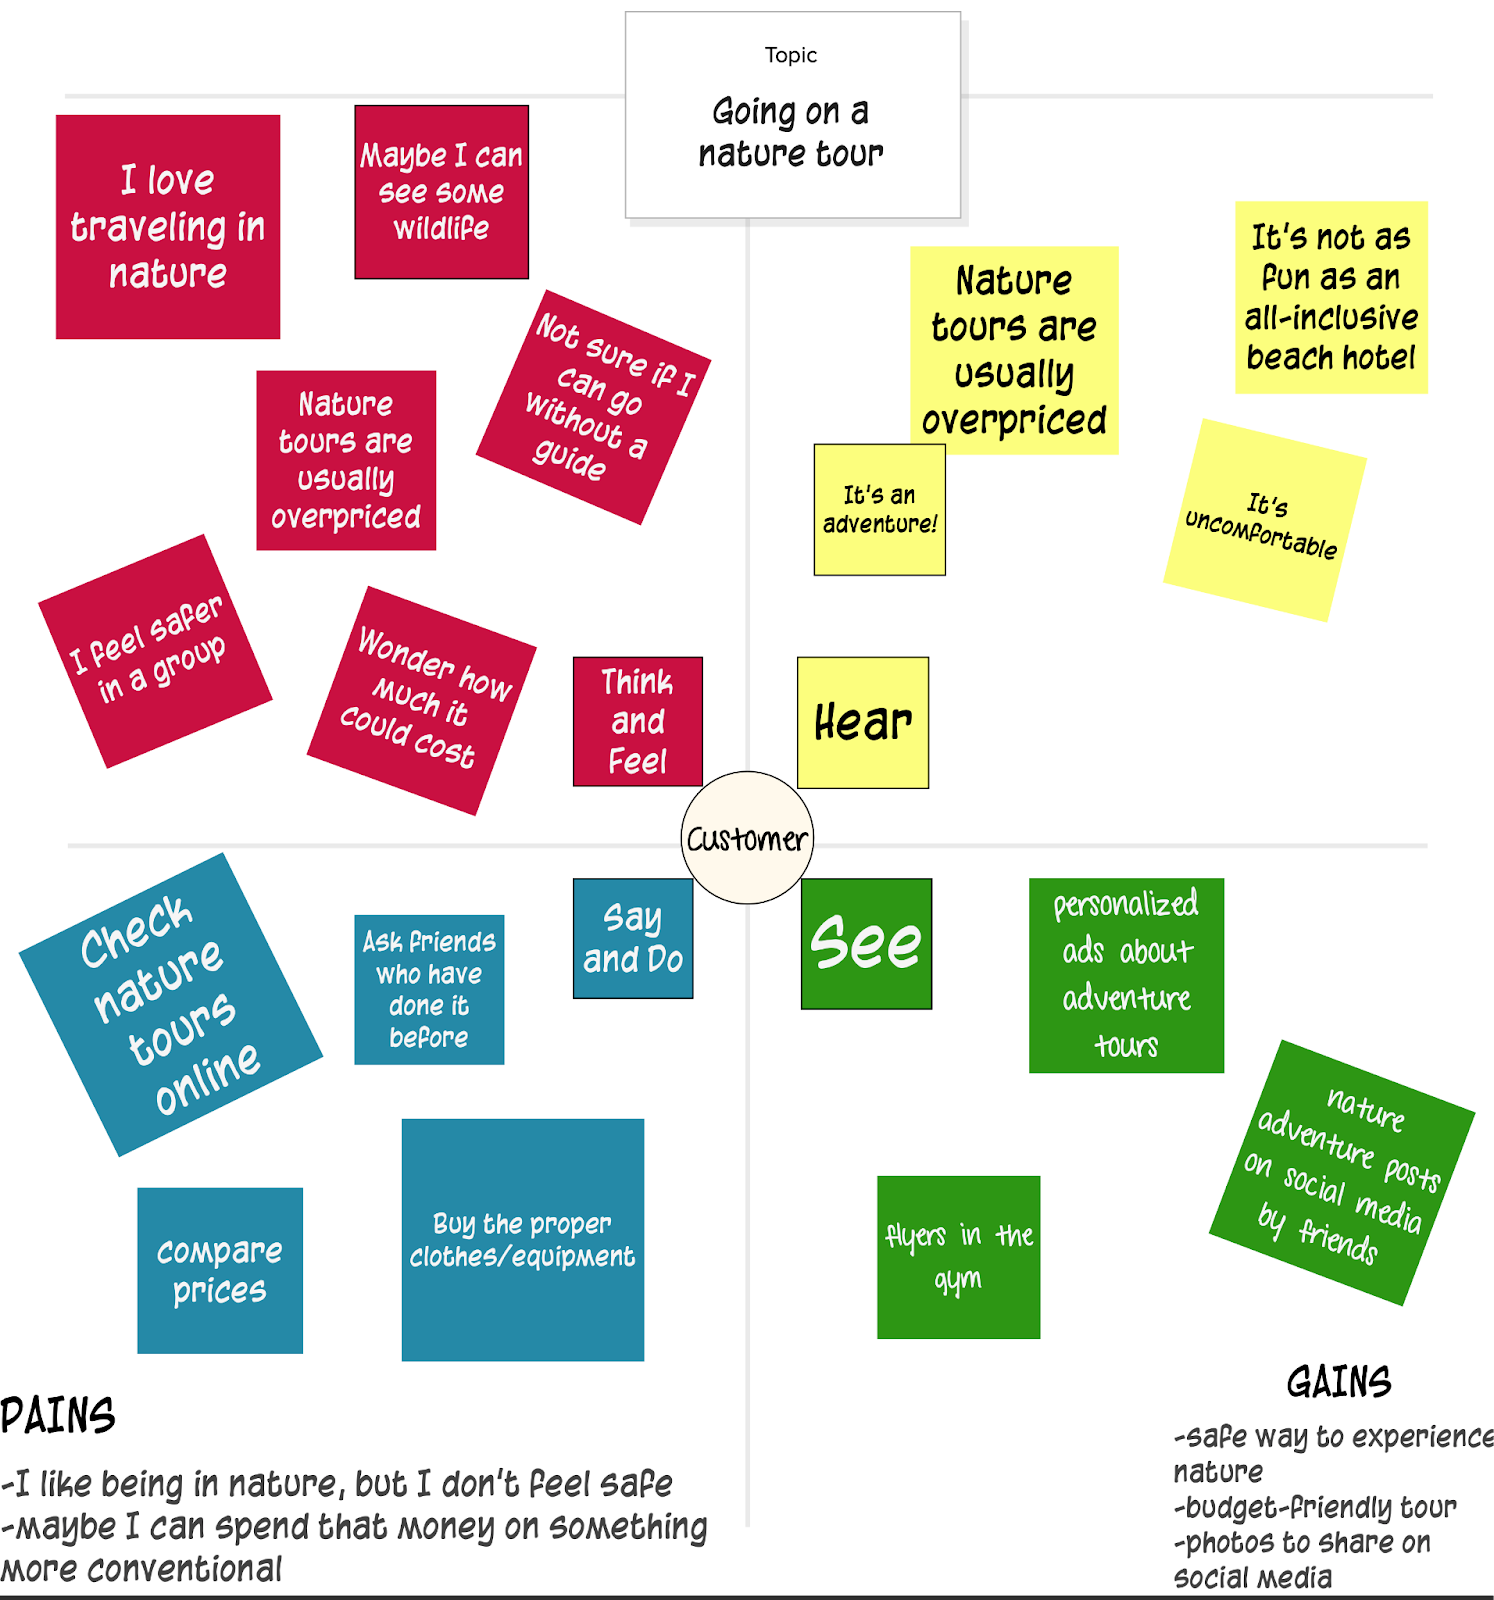 Topic
Going on a
nature tour
I love
traveling in
nature
Maybe I can
see some
wildlife
Not sure if I
can go
without a
guide
Nature
tours are
usually
overpriced
I feel safer
in a group
Wonder how
much it
could cost
Think
and
Feel
Nature
tours are
usually
overpriced
It's not as
fun as an
all-inclusive
beach hotel
It's an
adventure!
It's
uncomfortable
Hear
Customer
Check
nature
tours
online
Ask friends
who have
done it
before
Say
and Do
compare
prices
Buy the proper
clothes/equipment
See
personalized
ads about
adventure
tours
nature
adventure posts
on social media
by friends
flyers in the
gym
PAINS
-I like being in nature, but I don't feel safe
-maybe I can spend that money on something
more conventional
GAINS
-safe way to experience
nature
-budget-friendly tour
-photos to share on
social media